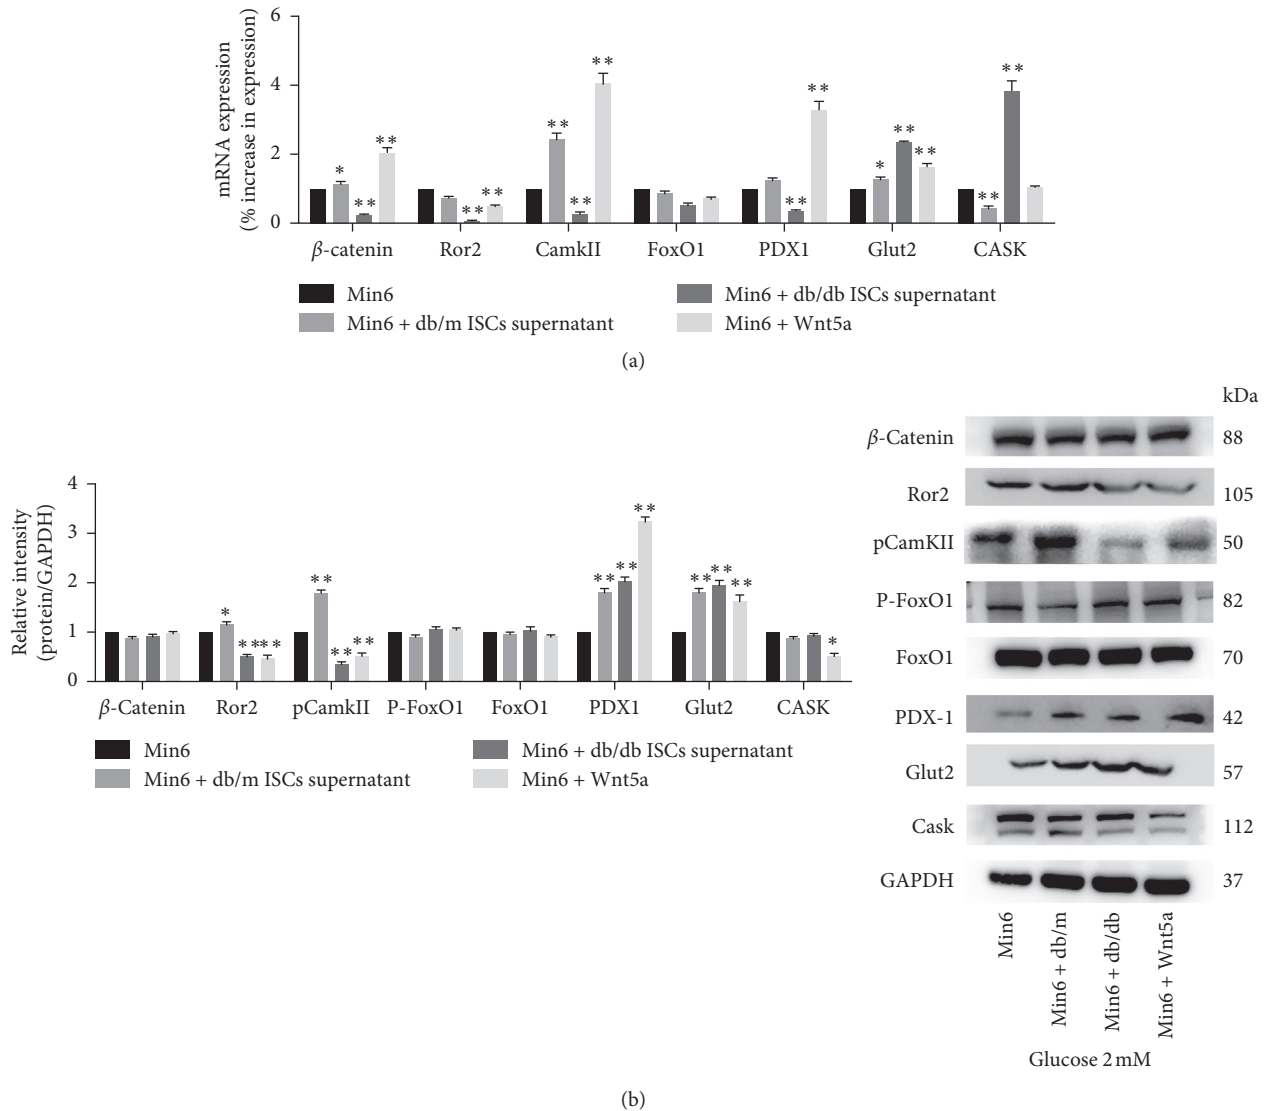 6
4
2
0
mRNA expression
(% increase in expression)
*
**
**
**
**
**
**
**
**
**
**
*
**
**
**
**
β-catenin Ror2 CamkII FoxO1 PDX1 Glut2 CASK
Min6
Min6 + db/m ISCs supernatant
Min6 + db/db ISCs supernatant
Min6 + Wnt5a
(a)
4
3
2
1
0
Relative intensity
(protein/GAPDH)
*
**
**
**
**
**
**
**
**
**
**
**
*
β-Catenin Ror2 pCamkII P-FoxO1 FoxO1 PDX1 Glut2 CASK
Min6
Min6 + db/m ISCs supernatant
Min6 + db/db ISCs supernatant
Min6 + Wnt5a
kDa
β-Catenin 88
Ror2 105
pCamKII 50
P-FoxO1 82
FoxO1 70
PDX-1 42
Glut2 57
Cask 112
GAPDH 37
Min6
Min6 + db/m
Min6 + db/db
Min6 + Wnt5a
Glucose 2 mM
(b)